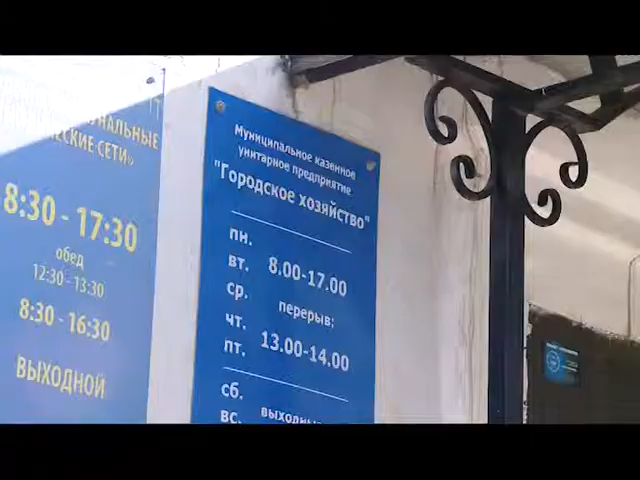 ЕСКИЕ СЕТИ»
8:30 - 17:30
обед
12:30 - 13:30
8:30 - 16:30
ВЫХОДНОЙ
Муниципальное казенное
унитарное предприятие
"Городское хозяйство"
пн.
вт.
ср.
чт.
пт.
8.00-17.00
перерыв:
13.00-14.00
сб.
вс.
выходные